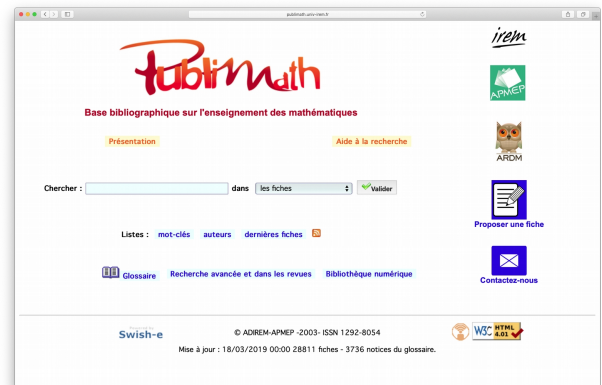 publimath.univ-irem.fr
irem
PubliMath
APMEP
Base bibliographique sur l'enseignement des mathématiques
Présentation
Aide à la recherche
ARDM
Chercher :
dans
les fiches
Valider
Proposer une fiche
Listes : mot-clés auteurs dernières fiches
Glossaire
Recherche avancée et dans les revues
Bibliothèque numérique
Contactez-nous
Swish-e
© ADIREM-APMEP -2003- ISSN 1292-8054
W3C HTML 4.01
Mise à jour : 18/03/2019 00:00 28811 fiches - 3736 notices du glossaire.